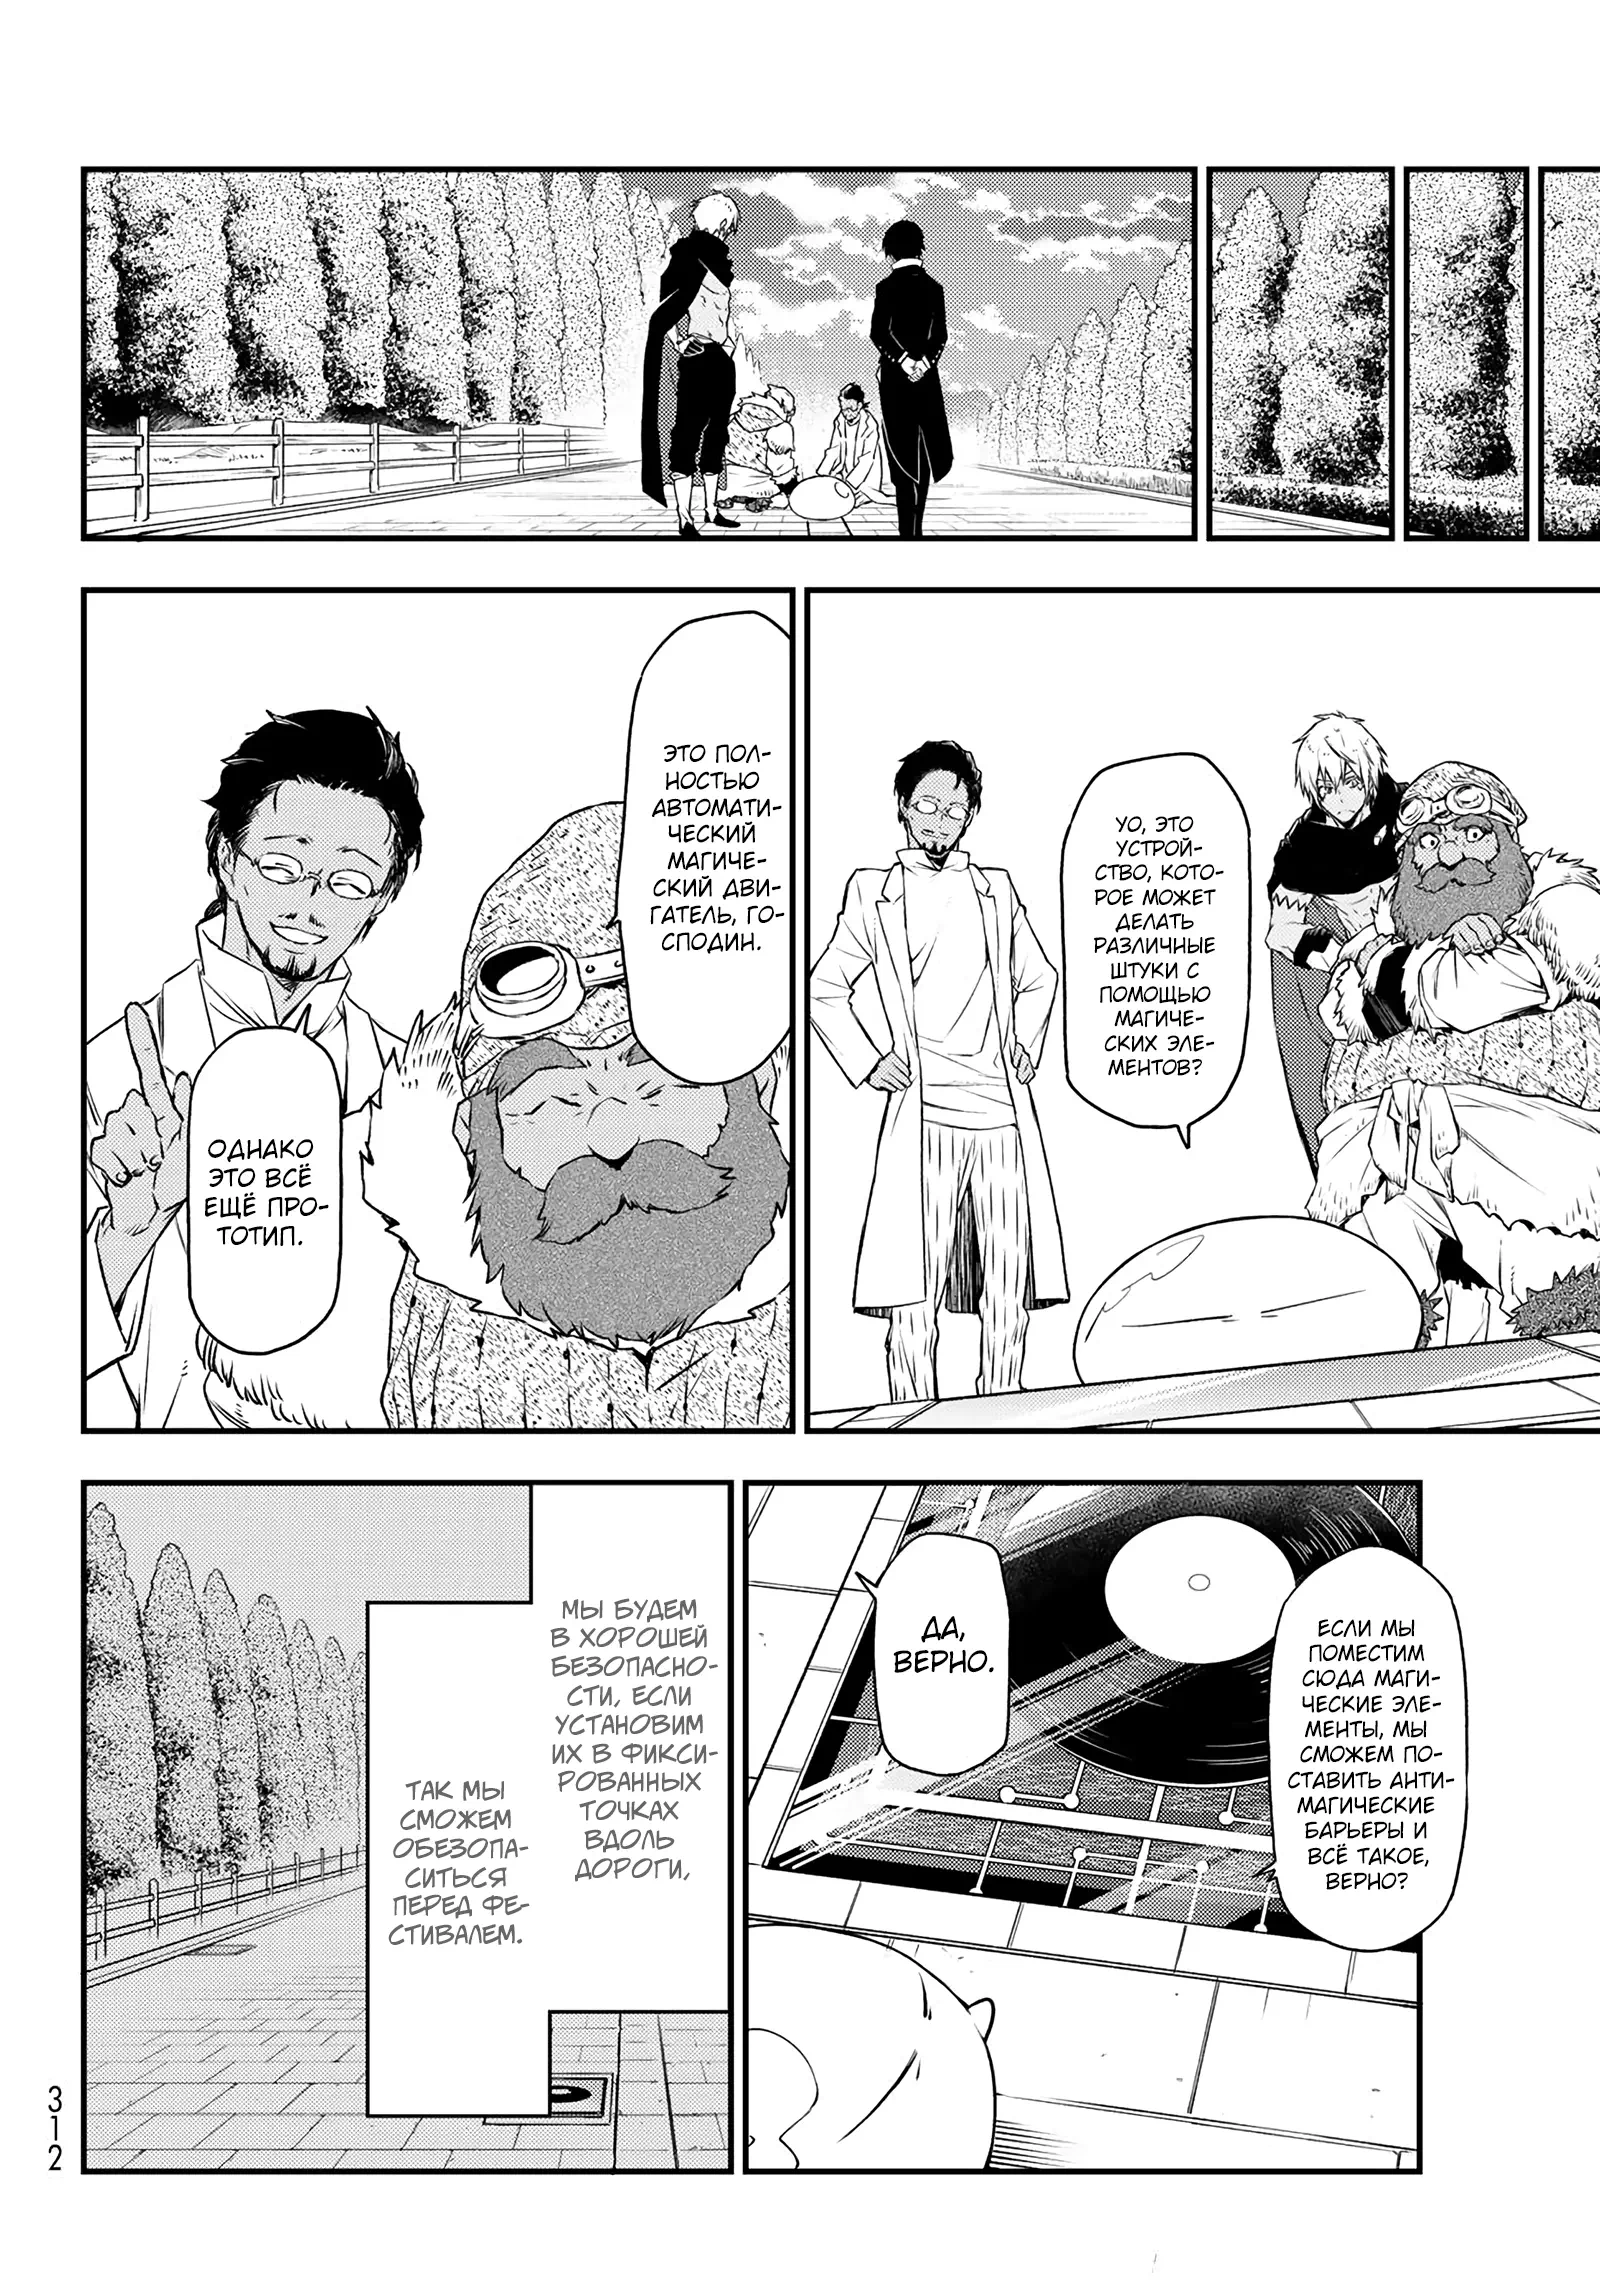 УО, ЭТО
УСТРОЙ-
СТВО, КОТО-
РОЕ МОЖЕТ
ДЕЛАТЬ
РАЗЛИЧНЫЕ
ШТУКИ С
ПОМОЩЬЮ
МАГИЧЕ-
СКИХ ЭЛЕ-
МЕНТОВ?
ЭТО ПОЛ-
НОСТЬЮ
АВТОМАТИ-
ЧЕСКИЙ
МАГИЧЕ-
СКИЙ ДВИ-
ГАТЕЛЬ, ГО-
СПОДИН.
ОДНАКО
ЭТО ВСЁ
ЕЩЁ ПРО-
ТОТИП.
ЕСЛИ МЫ
ПОМЕСТИМ
СЮДА МАГИ-
ЧЕСКИЕ ЭЛЕ-
МЕНТЫ, МЫ
СМОЖЕМ ПО-
СТАВИТЬ АНТИ-
МАГИЧЕСКИЕ
БАРЬЕРЫ И
ВСЁ ТАКОЕ,
ВЕРНО?
ДА,
ВЕРНО.
МЫ БУДЕМ
В ХОРОШЕЙ
БЕЗОПАСНО-
СТИ, ЕСЛИ
УСТАНОВИМ
ИХ В ФИКСИ-
РОВАННЫХ
ТОЧКАХ
ВДОЛЬ
ДОРОГИ,
ТАК МЫ
СМОЖЕМ
ОБЕЗОПА-
СИТЬСЯ
ПЕРЕД ФЕ-
СТИВАЛЕМ.
312